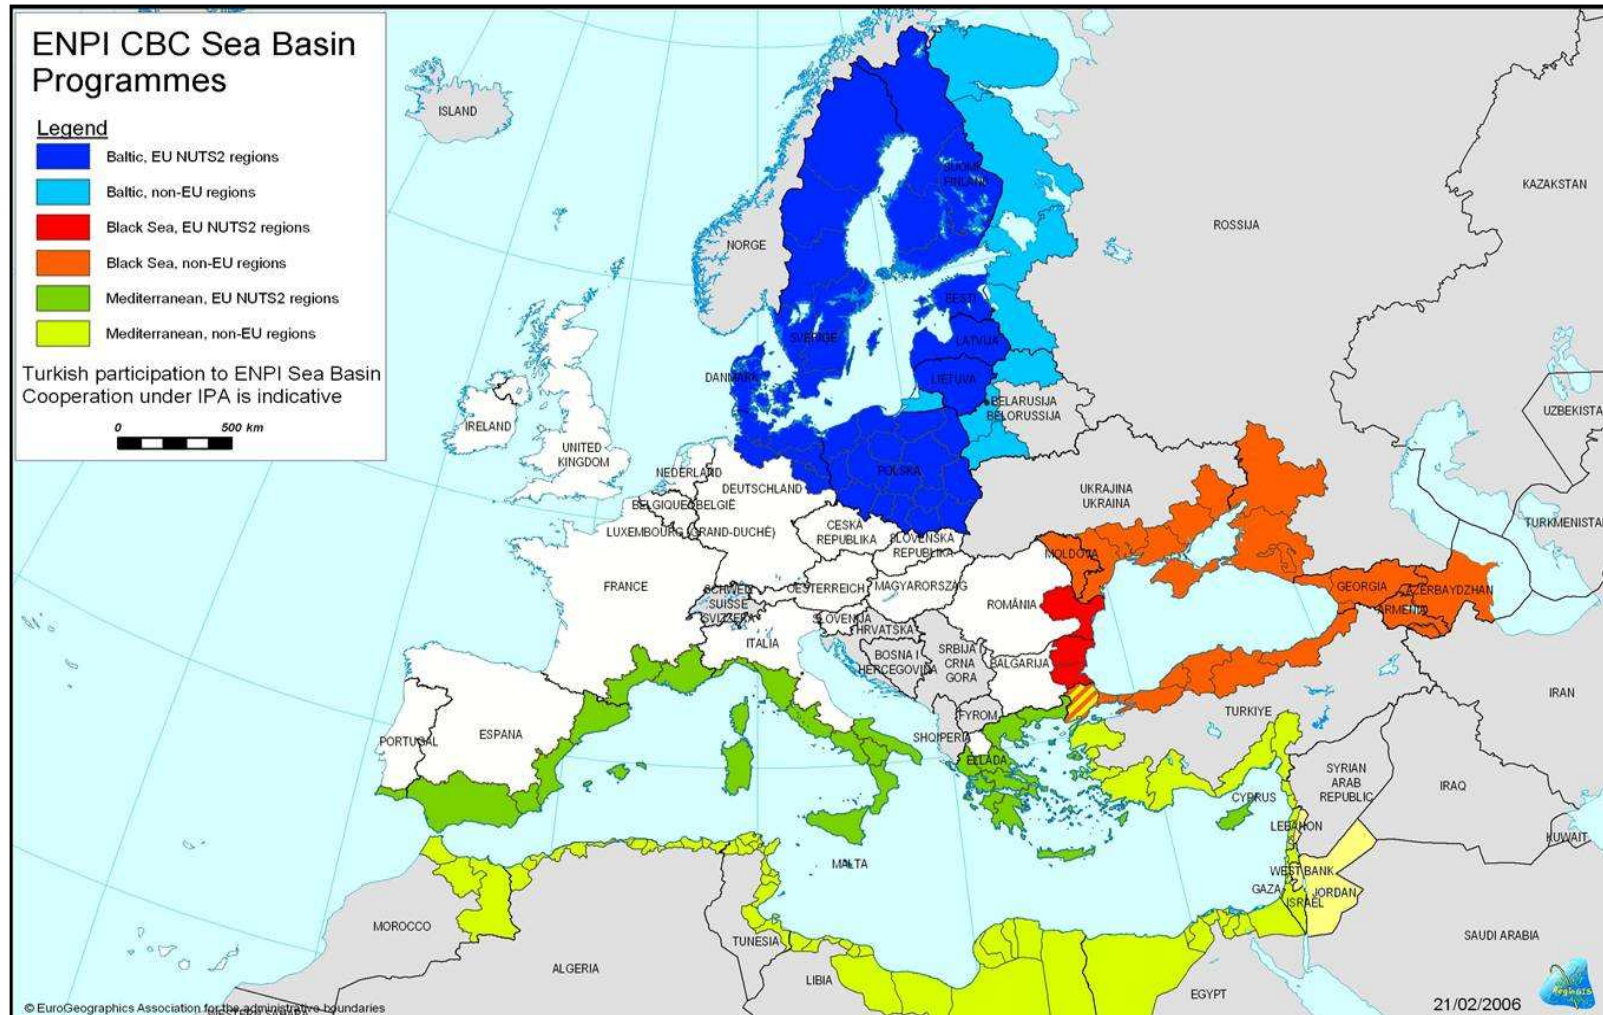 ENPI CBC Sea Basin
Programmes
Legend
Baltic, EU NUTS2 regions
Baltic, non-EU regions
Black Sea, EU NUTS2 regions
Black Sea, non-EU regions
Mediterranean, EU NUTS2 regions
Mediterranean, non-EU regions
Turkish participation to ENPI Sea Basin
Cooperation under IPA is indicative
0 500 km
ISLAND
KAZAKSTAN
SUOMI
FINLAND
ROSSIJA
NORGE
EESTI
SVERIGE
LATVIJA
DANMARK
LIETUVA
BELARUSIJA
BELORUSSIJA
UZBEKISTA
IRELAND
UNITED
KINGDOM
NEDERLAND
POLSKA
DEUTSCHLAND
UKRAJINA
UKRAINA
BELGIQUE-BELGIË
TURKMENISTA
LUXEMBOURG (GRAND-DUCHÉ)
CESKA
REPUBLIKA
SLOVENSKA
REPUBLIKA
MOLDOVA
FRANCE
SCHWEIZ
SUISSE
SVIZZERA
OESTERREICH
MAGYARORSZAG
ROMÂNIA
GEORGIA
AZERBAYDZHAN
ARMENIA
SLOVENIJA
HRVATSKA
ITALIA
BOSNA I
HERCEGOVINA
SRBIJA
CRNA
GORA
BALGARIJA
IRAN
PORTUGAL
ESPANA
FYROM
TURKIYE
SHQIPERIA
ELLADA
SYRIAN
ARAB
REPUBLIC
IRAQ
CYPRUS
LEBANON
KUWAIT
MALTA
WEST BANK
GAZA
JORDAN
ISRAEL
MOROCCO
TUNESIA
SAUDI ARABIA
ALGERIA
LIBIA
EGYPT
© EuroGeographics Association for the administrative boundaries
WESTERN SAHARA
21/02/2006